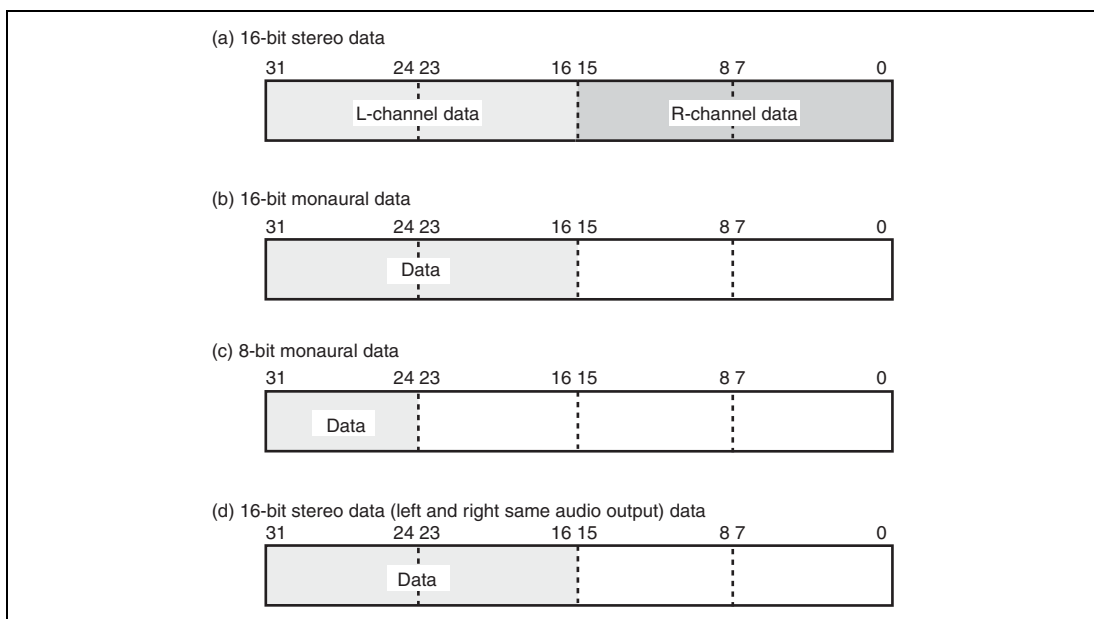 (a) 16-bit stereo data
31 24 23 16 15 8 7 0
L-channel data R-channel data
(b) 16-bit monaural data
31 24 23 16 15 8 7 0
Data
(c) 8-bit monaural data
31 24 23 16 15 8 7 0
Data
(d) 16-bit stereo data (left and right same audio output) data
31 24 23 16 15 8 7 0
Data